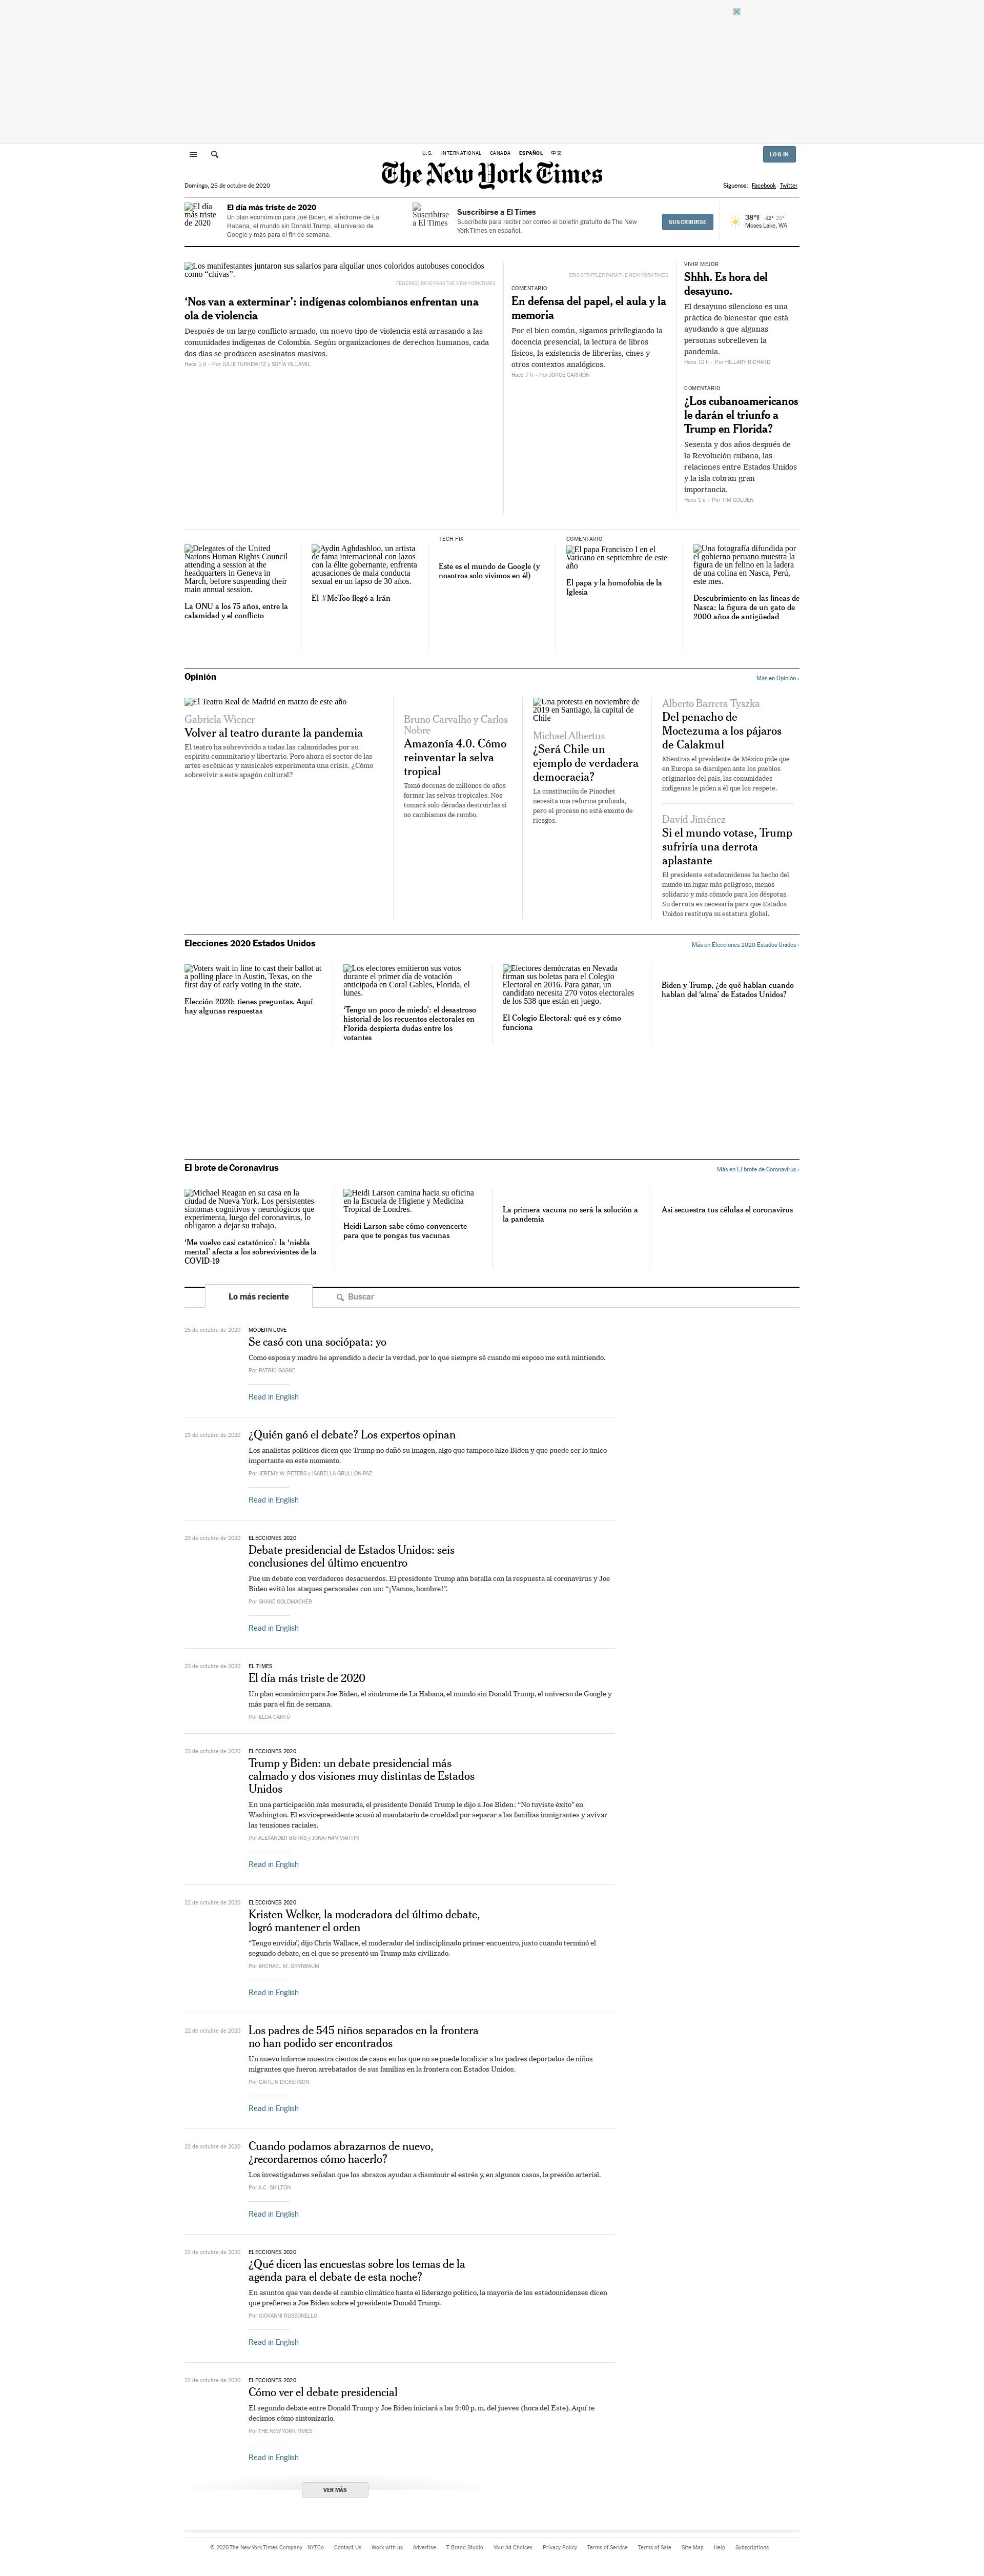 U.S. INTERNATIONAL CANADA ESPAÑOL 中文
LOG IN
The New York Times
Domingo, 25 de octubre de 2020
Síguenos: Facebook Twitter
El día
más triste
de 2020
El día más triste de 2020
Un plan económico para Joe Biden, el síndrome de La
Habana, el mundo sin Donald Trump, el universo de
Google y más para el fin de semana.
Suscribirse
a El Times
Suscribirse a El Times
Suscríbete para recibir por correo el boletín gratuito de The New
York Times en español.
SUSCRIBIRSE
38°F 42° 20°
Moses Lake, WA
Los manifestantes juntaron sus salarios para alquilar unos coloridos autobuses conocidos
como “chivas”.
FEDERICO RIOS PARA THE NEW YORK TIMES
‘Nos van a exterminar’: indígenas colombianos enfrentan una
ola de violencia
Después de un largo conflicto armado, un nuevo tipo de violencia está arrasando a las
comunidades indígenas de Colombia. Según organizaciones de derechos humanos, cada
dos días se producen asesinatos masivos.
Hace 1 d – Por JULIE TURKEWITZ y SOFÍA VILLAMIL
ERIC STRIFFLER PARA THE NEW YORK TIMES
COMENTARIO
En defensa del papel, el aula y la
memoria
Por el bien común, sigamos privilegiando la
docencia presencial, la lectura de libros
físicos, la existencia de librerías, cines y
otros contextos analógicos.
Hace 7 h – Por JORGE CARRIÓN
VIVIR MEJOR
Shhh. Es hora del
desayuno.
El desayuno silencioso es una
práctica de bienestar que está
ayudando a que algunas
personas sobrelleven la
pandemia.
Hace 10 h – Por HILLARY RICHARD
COMENTARIO
¿Los cubanoamericanos
le darán el triunfo a
Trump en Florida?
Sesenta y dos años después de
la Revolución cubana, las
relaciones entre Estados Unidos
y la isla cobran gran
importancia.
Hace 1 d – Por TIM GOLDEN
Delegates of the
United Nations Human Rights Council
attending a session at the
headquarters in Geneva in
March, before suspending their
main annual session.
La ONU a los 75 años, entre la
calamidad y el conflicto
Aydin Aghdashloo, un artista
de fama internacional con lazos
con la élite gobernante, enfrenta
acusaciones de mala conducta
sexual en un lapso de 30 años.
El #MeToo llegó a Irán
TECH FIX
Este es el mundo de Google (y
nosotros solo vivimos en él)
COMENTARIO
El papa Francisco I en el
Vaticano en septiembre de este
año
El papa y la homofobia de la
Iglesia
Una fotografía difundida por
el gobierno peruano muestra la
figura de un felino en la ladera
de una colina en Nasca, Perú,
este mes.
Descubrimiento en las líneas de
Nasca: la figura de un gato de
2000 años de antigüedad
Opinión
Más en Opinión ›
El Teatro Real de Madrid en marzo de este año
Gabriela Wiener
Volver al teatro durante la pandemia
El teatro ha sobrevivido a todas las calamidades por su
espíritu comunitario y libertario. Pero ahora el sector de las
artes escénicas y musicales experimenta una crisis. ¿Cómo
sobrevivir a este apagón cultural?
Bruno Carvalho y Carlos
Nobre
Amazonía 4.0. Cómo
reinventar la selva
tropical
Tomó decenas de millones de años
formar las selvas tropicales. Nos
tomará solo décadas destruirlas si
no cambiamos de rumbo.
Una protesta en noviembre de
2019 en Santiago, la capital de
Chile
Michael Albertus
¿Será Chile un
ejemplo de verdadera
democracia?
La constitución de Pinochet
necesita una reforma profunda,
pero el proceso no está exento de
riesgos.
Alberto Barrera Tyszka
Del penacho de
Moctezuma a los pájaros
de Calakmul
Mientras el presidente de México pide que
en Europa se disculpen ante los pueblos
originarios del país, las comunidades
indígenas le piden a él que los respete.
David Jiménez
Si el mundo votase, Trump
sufriría una derrota
aplastante
El presidente estadounidense ha hecho del
mundo un lugar más peligroso, menos
solidario y más cómodo para los déspotas.
Su derrota es necesaria para que Estados
Unidos restituya su estatura global.
Elecciones 2020 Estados Unidos
Más en Elecciones 2020 Estados Unidos ›
Voters wait in line to cast their ballot at
a polling place in Austin, Texas, on the
first day of early voting in the state.
Elección 2020: tienes preguntas. Aquí
hay algunas respuestas
Los electores emitieron sus votos
durante el primer día de votación
anticipada en Coral Gables, Florida, el
lunes.
‘Tengo un poco de miedo’: el desastroso
historial de los recuentos electorales en
Florida despierta dudas entre los
votantes
Electores demócratas en Nevada
firman sus boletas para el Colegio
Electoral en 2016. Para ganar, un
candidato necesita 270 votos electorales
de los 538 que están en juego.
El Colegio Electoral: qué es y cómo
funciona
Biden y Trump, ¿de qué hablan cuando
hablan del ‘alma’ de Estados Unidos?
El brote de Coronavirus
Más en El brote de Coronavirus ›
Michael Reagan en su casa en la
ciudad de Nueva York. Los persistentes
síntomas cognitivos y neurológicos que
experimenta, luego del coronavirus, lo
obligaron a dejar su trabajo.
‘Me vuelvo casi catatónico’: la ‘niebla
mental’ afecta a los sobrevivientes de la
COVID-19
Heidi Larson camina hacia su oficina
en la Escuela de Higiene y Medicina
Tropical de Londres.
Heidi Larson sabe cómo convencerte
para que te pongas tus vacunas
La primera vacuna no será la solución a
la pandemia
Así secuestra tus células el coronavirus
Lo más reciente
Buscar
25 de octubre de 2020
MODERN LOVE
Se casó con una sociópata: yo
Como esposa y madre he aprendido a decir la verdad, por lo que siempre sé cuando mi esposo me está mintiendo.
Por PATRIC GAGNE
Read in English
23 de octubre de 2020
¿Quién ganó el debate? Los expertos opinan
Los analistas políticos dicen que Trump no dañó su imagen, algo que tampoco hizo Biden y que puede ser lo único
importante en este momento.
Por JEREMY W. PETERS y ISABELLA GRULLÓN PAZ
Read in English
23 de octubre de 2020
ELECCIONES 2020
Debate presidencial de Estados Unidos: seis
conclusiones del último encuentro
Fue un debate con verdaderos desacuerdos. El presidente Trump aún batalla con la respuesta al coronavirus y Joe
Biden evitó los ataques personales con un: “¡Vamos, hombre!”.
Por SHANE GOLDMACHER
Read in English
23 de octubre de 2020
EL TIMES
El día más triste de 2020
Un plan económico para Joe Biden, el síndrome de La Habana, el mundo sin Donald Trump, el universo de Google y
más para el fin de semana.
Por ELDA CANTÚ
23 de octubre de 2020
ELECCIONES 2020
Trump y Biden: un debate presidencial más
calmado y dos visiones muy distintas de Estados
Unidos
En una participación más mesurada, el presidente Donald Trump le dijo a Joe Biden: “No tuviste éxito” en
Washington. El exvicepresidente acusó al mandatario de crueldad por separar a las familias inmigrantes y avivar
las tensiones raciales.
Por ALEXANDER BURNS y JONATHAN MARTIN
Read in English
22 de octubre de 2020
ELECCIONES 2020
Kristen Welker, la moderadora del último debate,
logró mantener el orden
“Tengo envidia”, dijo Chris Wallace, el moderador del indisciplinado primer encuentro, justo cuando terminó el
segundo debate, en el que se presentó un Trump más civilizado.
Por MICHAEL M. GRYNBAUM
Read in English
22 de octubre de 2020
Los padres de 545 niños separados en la frontera
no han podido ser encontrados
Un nuevo informe muestra cientos de casos en los que no se puede localizar a los padres deportados de niños
migrantes que fueron arrebatados de sus familias en la frontera con Estados Unidos.
Por CAITLIN DICKERSON
Read in English
22 de octubre de 2020
Cuando podamos abrazarnos de nuevo,
¿recordaremos cómo hacerlo?
Los investigadores señalan que los abrazos ayudan a disminuir el estrés y, en algunos casos, la presión arterial.
Por A.C. SHILTON
Read in English
22 de octubre de 2020
ELECCIONES 2020
¿Qué dicen las encuestas sobre los temas de la
agenda para el debate de esta noche?
En asuntos que van desde el cambio climático hasta el liderazgo político, la mayoría de los estadounidenses dicen
que prefieren a Joe Biden sobre el presidente Donald Trump.
Por GIOVANNI RUSSONELLO
Read in English
22 de octubre de 2020
ELECCIONES 2020
Cómo ver el debate presidencial
El segundo debate entre Donald Trump y Joe Biden iniciará a las 9:00 p. m. del jueves (hora del Este). Aquí te
decimos cómo sintonizarlo.
Por THE NEW YORK TIMES
Read in English
VER MÁS
© 2020 The New York Times Company NYTCo Contact Us Work with us Advertise T Brand Studio Your Ad Choices Privacy Policy Terms of Service Terms of Sale Site Map Help Subscriptions